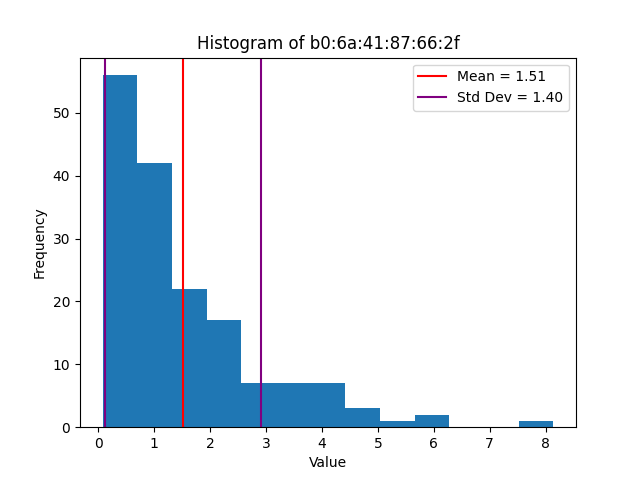 Histogram of b0:6a:41:87:66:2f
Mean = 1.51
Std Dev = 1.40
50
40
30
20
10
0
Frequency
0 1 2 3 4 5 6 7 8
Value